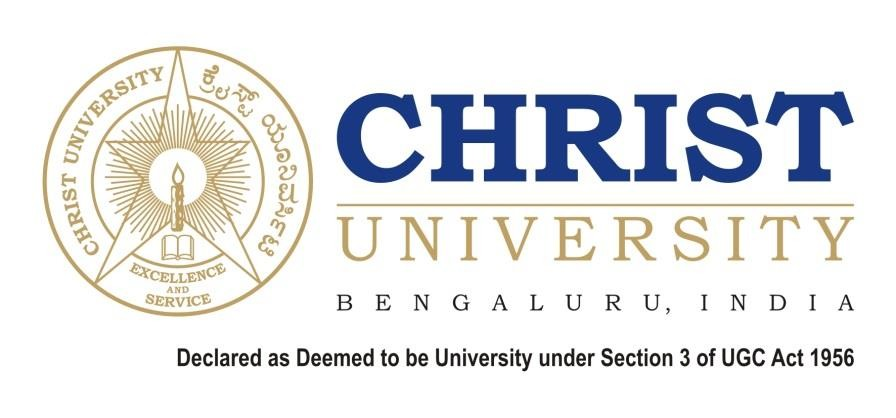 CHRIST UNIVERSITY
ಕ್ರೈಸ್ಟ್ ಯೂನಿವರ್ಸಿಟಿ
EXCELLENCE
AND
SERVICE
CHRIST
UNIVERSITY
BENGALURU, INDIA
Declared as Deemed to be University under Section 3 of UGC Act 1956